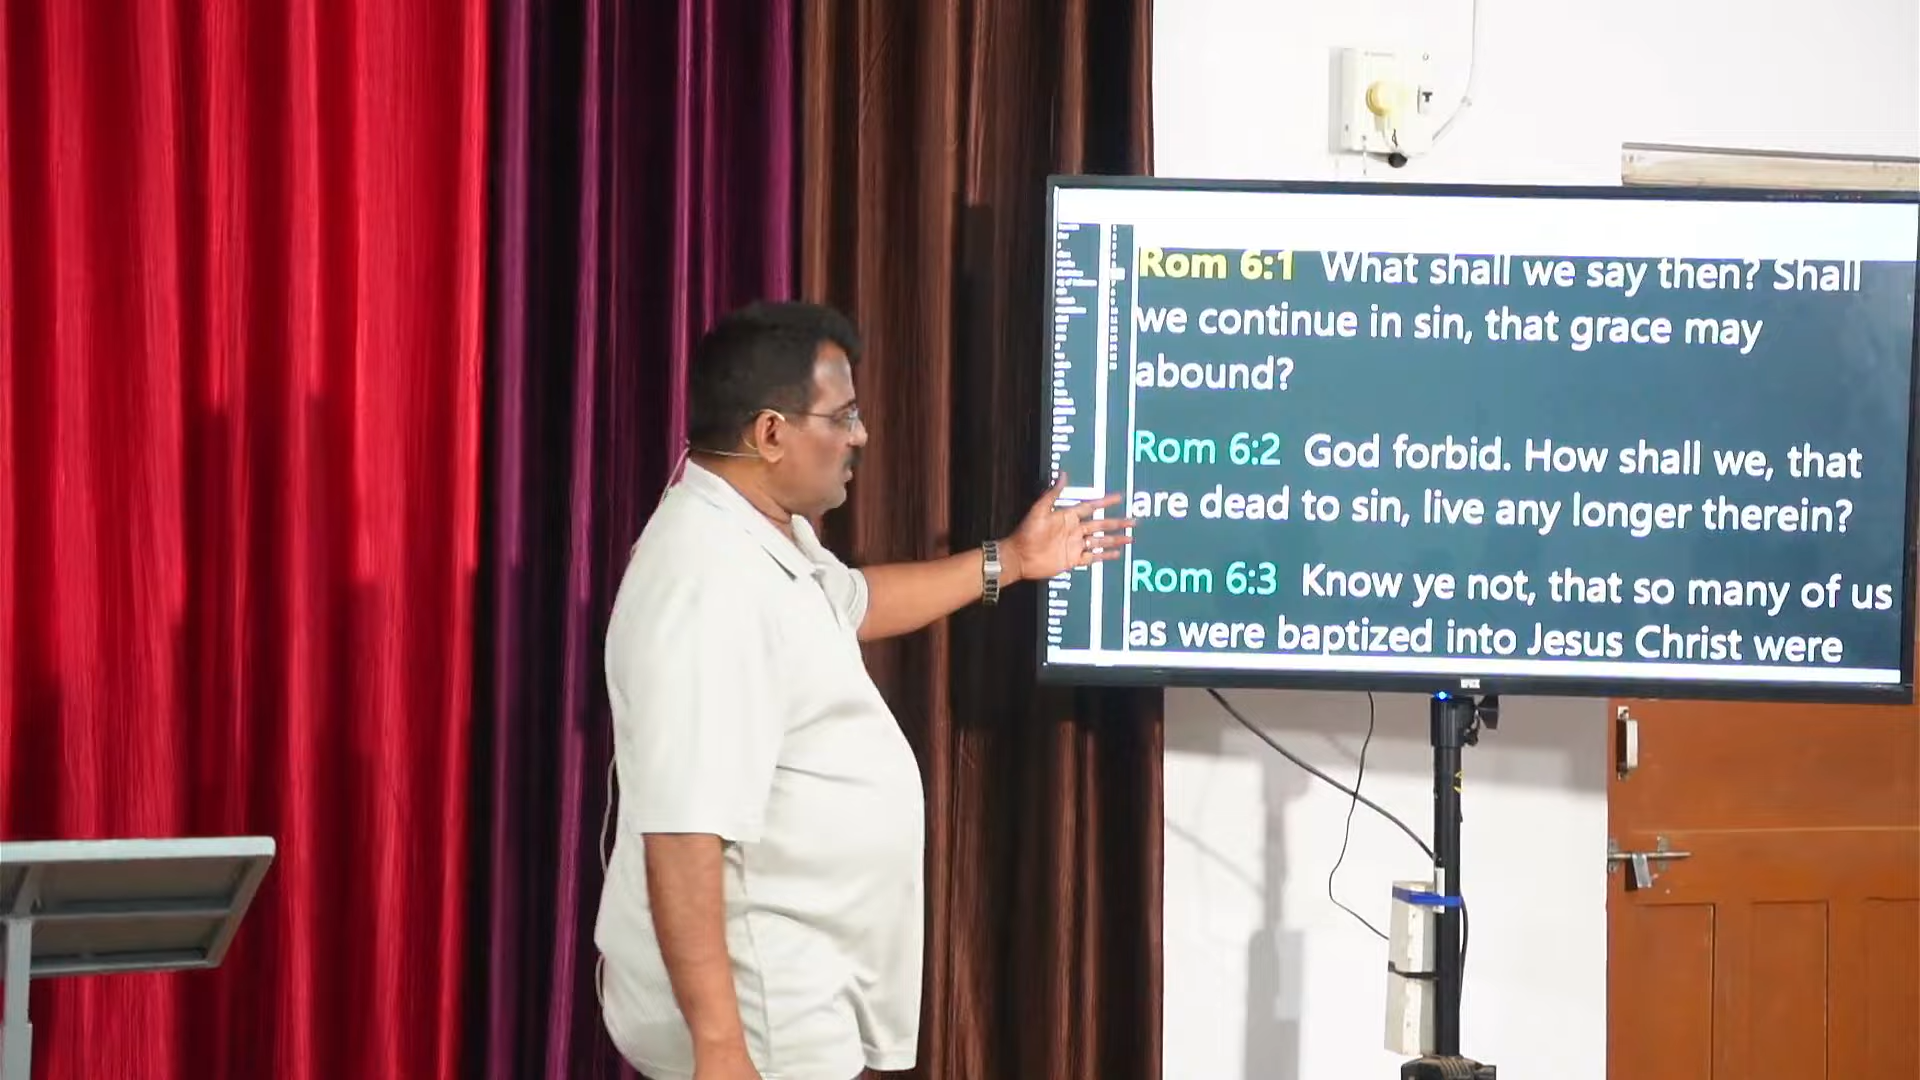 Rom 6:1 What shall we say then? Shall
we continue in sin, that grace may
abound?
Rom 6:2 God forbid. How shall we, that
are dead to sin, live any longer therein?
Rom 6:3 Know ye not, that so many of us
as were baptized into Jesus Christ were